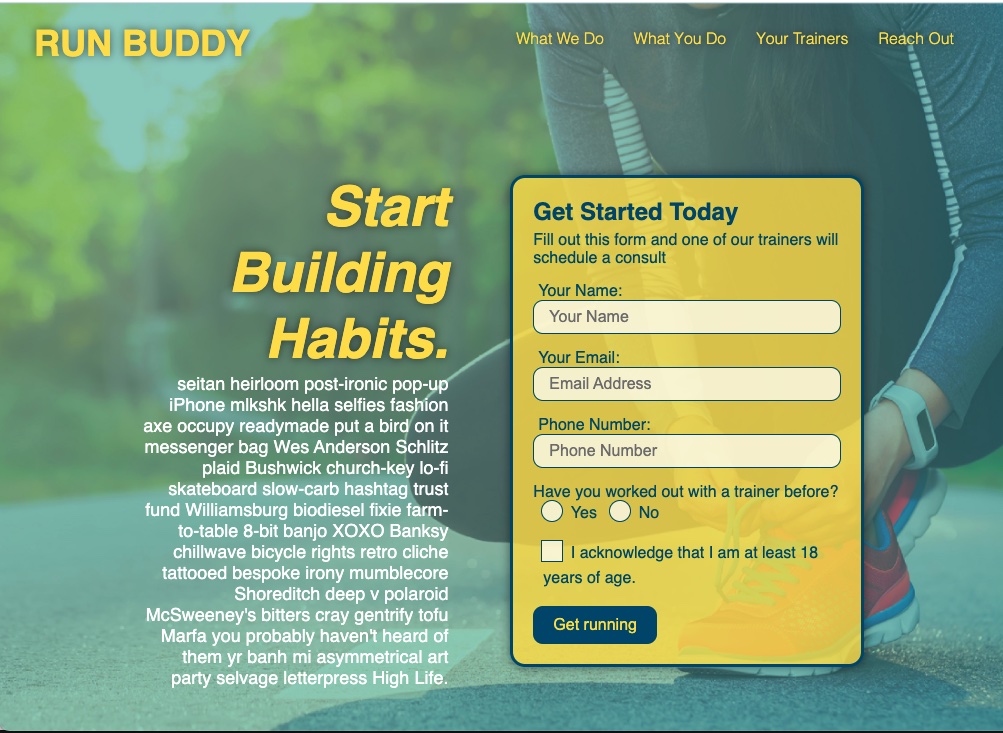 RUN BUDDY
What We Do
What You Do
Your Trainers
Reach Out
Start
Building
Habits.
seitan heirloom post-ironic pop-up
iPhone mlkshk hella selfies fashion
axe occupy readymade put a bird on it
messenger bag Wes Anderson Schlitz
plaid Bushwick church-key lo-fi
skateboard slow-carb hashtag trust
fund Williamsburg biodiesel fixie farm-
to-table 8-bit banjo XOXO Banksy
chillwave bicycle rights retro cliche
tattooed bespoke irony mumblecore
Shoreditch deep v polaroid
McSweeney's bitters cray gentrify tofu
Marfa you probably haven't heard of
them yr banh mi asymmetrical art
party selvage letterpress High Life.
Get Started Today
Fill out this form and one of our trainers will
schedule a consult
Your Name:
Your Name
Your Email:
Email Address
Phone Number:
Phone Number
Have you worked out with a trainer before?
Yes No
I acknowledge that I am at least 18
years of age.
Get running